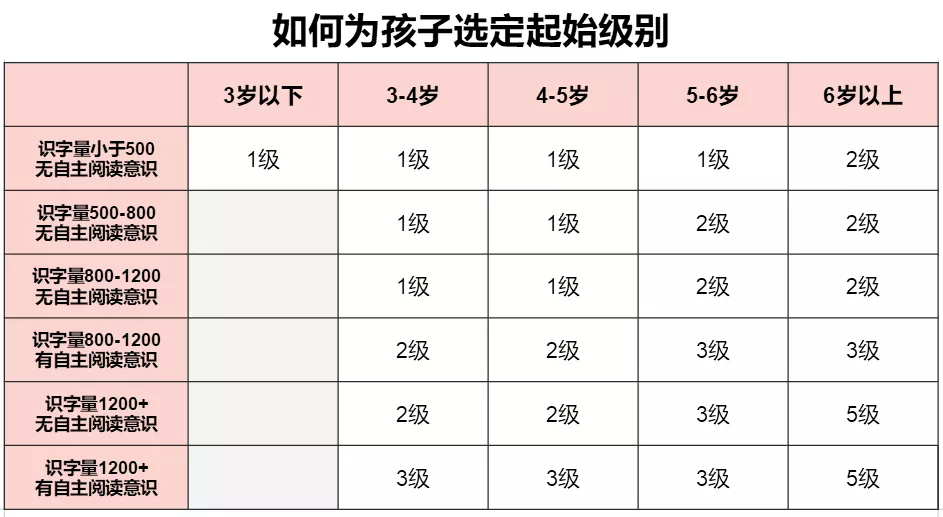 如何为孩子选定起始级别
3岁以下 3-4岁 4-5岁 5-6岁 6岁以上
识字量小于500
无自主阅读意识 1级 1级 1级 1级 2级
识字量500-800
无自主阅读意识 1级 1级 2级 2级
识字量800-1200
无自主阅读意识 1级 1级 2级 2级
识字量800-1200
有自主阅读意识 2级 2级 3级 3级
识字量1200+
无自主阅读意识 2级 2级 3级 5级
识字量1200+
有自主阅读意识 3级 3级 3级 5级